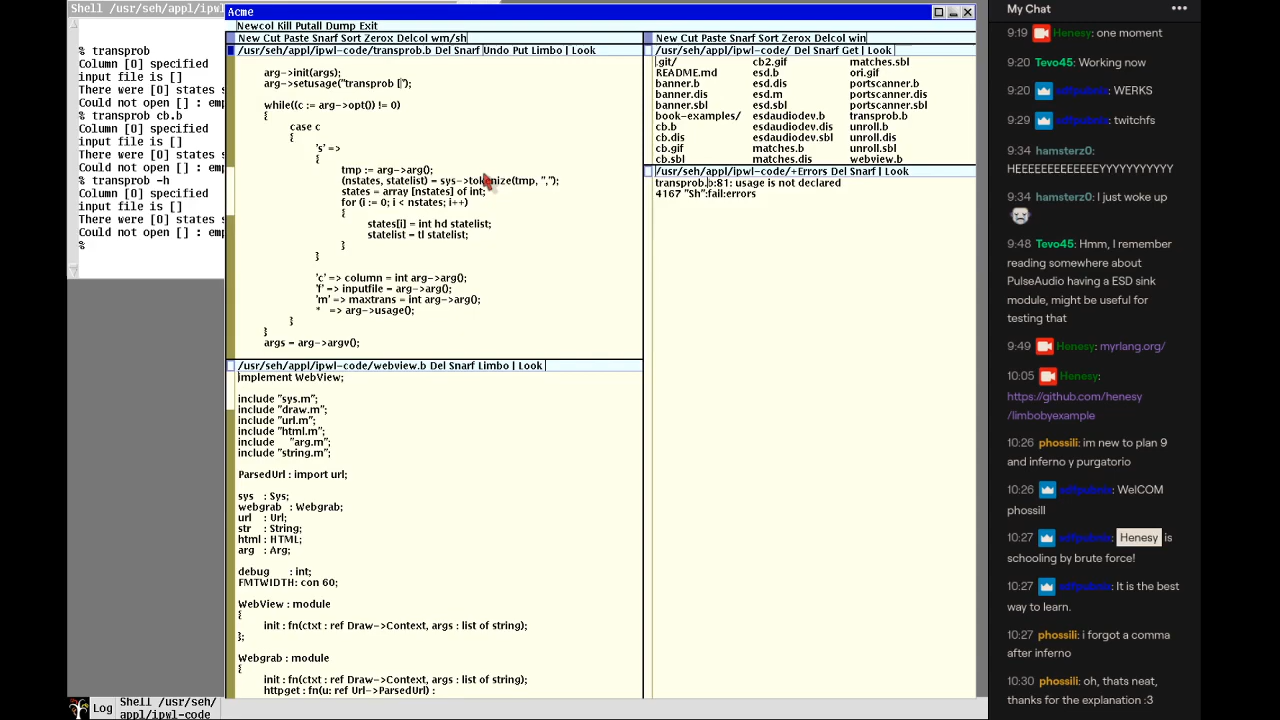 Shell /usr/seh/appl/ipwl
% transprob
Column [0] specified
input file is []
There were [0] states s
Could not open [] : emp
% transprob cb.b
Column [0] specified
input file is []
There were [0] states s
Could not open [] : emp
% transprob -h
Column [0] specified
input file is []
There were [0] states s
Could not open [] : emp
%
Acme
Newcol Kill Putall Dump Exit
New Cut Paste Snarf Sort Zerox Delcol wm/sh
/usr/seh/appl/ipwl-code/transprob.b Del Snarf Undo Put Limbo | Look
arg->init(args);
arg->setusage("transprob [");
while((c := arg->opt()) != 0)
{
case c
{
's' =>
{
tmp := arg->arg();
(nstates, statelist) = sys->tokenize(tmp, ",");
states = array [nstates] of int;
for (i := 0; i < nstates; i++)
{
states[i] = int hd statelist;
statelist = tl statelist;
}
}
'c' => column = int arg->arg();
'f' => inputfile = arg->arg();
'm' => maxtrans = int arg->arg();
* => arg->usage();
}
}
args = arg->argv();
/usr/seh/appl/ipwl-code/webview.b Del Snarf Limbo | Look
implement WebView;
include "sys.m";
include "draw.m";
include "url.m";
include "html.m";
include "arg.m";
include "string.m";
ParsedUrl : import url;
sys : Sys;
webgrab : Webgrab;
url : Url;
str : String;
html : HTML;
arg : Arg;
debug : int;
FMTWIDTH: con 60;
WebView : module
{
init : fn(ctxt : ref Draw->Context, args : list of string);
};
Webgrab : module
{
init : fn(ctxt : ref Draw->Context, args : list of string);
httpget : fn(u: ref Url->ParsedUrl) :
New Cut Paste Snarf Sort Zerox Delcol win
/usr/seh/appl/ipwl-code/ Del Snarf Get | Look
.git/ cb2.gif matches.sbl
README.md esd.b ori.gif
banner.b esd.dis portscanner.b
banner.dis esd.m portscanner.dis
banner.sbl esd.sbl portscanner.sbl
book-examples/ esdaudiodev.b transprob.b
cb.b esdaudiodev.dis unroll.b
cb.dis esdaudiodev.sbl unroll.dis
cb.gif matches.b unroll.sbl
cb.sbl matches.dis webview.b
/usr/seh/appl/ipwl-code/+Errors Del Snarf | Look
transprob.b:81: usage is not declared
4167 "Sh":fail:errors
Log
Shell /usr/seh/
appl/ipwl-code
My Chat
9:19 Henesy: one moment
9:20 Tevo45: Working now
9:20 : WERKS
9:29 : twitchfs
9:34 hamsterz0:
HEEEEEEEEEEEEYYYYYYYYYYY
9:34 hamsterz0: I just woke up
9:48 Tevo45: Hmm, I remember
reading somewhere about
PulseAudio having a ESD sink
module, might be useful for
testing that
9:49 Henesy: myrlang.org/
10:05 Henesy:
https://github.com/henesy
/limbobyexample
10:26 phossili: im new to plan 9
and inferno y purgatorio
10:26 : WelCOM
phossill
10:27 : Henesy is
schooling by brute force!
10:27 : It is the best
way to learn.
10:27 phossili: i forgot a comma
after inferno
10:30 phossili: oh, thats neat,
thanks for the explanation :3